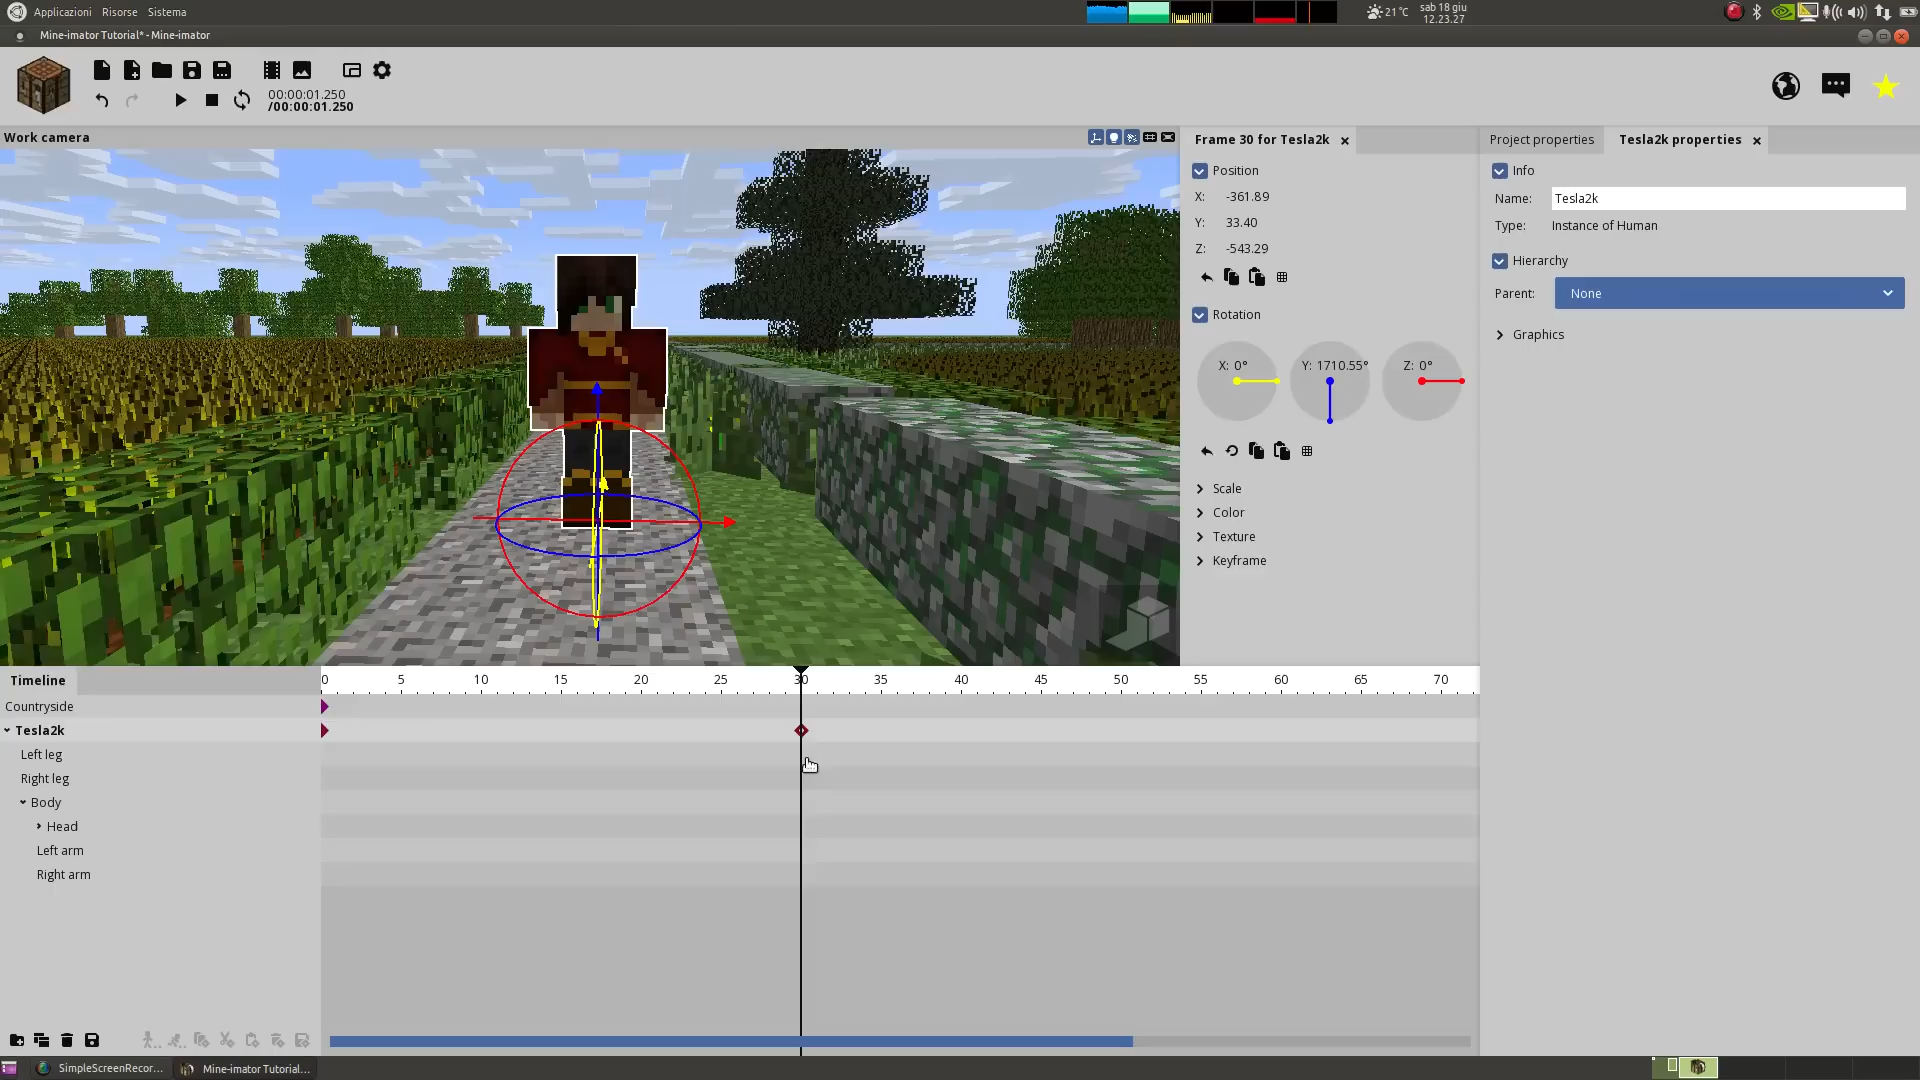 Applicazioni Risorse Sistema
21 °C
sab 18 giu
12.23.27
Mine-imator Tutorial* - Mine-imator
00:00:01.250
/00:00:01.250
Work camera
Frame 30 for Tesla2k
Position
X: -361.89
Y: 33.40
Z: -543.29
Rotation
X: 0° Y: 1710.55° Z: 0°
Scale
Color
Texture
Keyframe
Project properties Tesla2k properties
Info
Name: Tesla2k
Type: Instance of Human
Hierarchy
Parent: None
Graphics
Timeline
0 5 10 15 20 25 30 35 40 45 50 55 60 65 70
Countryside
Tesla2k
Left leg
Right leg
Body
Head
Left arm
Right arm
SimpleScreenRecor... Mine-imator Tutorial...